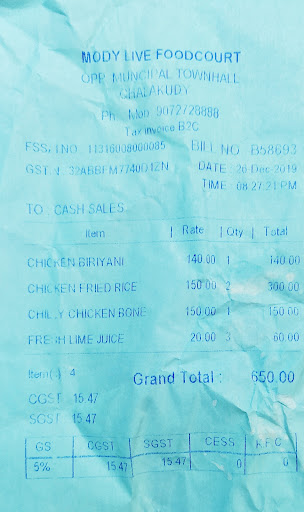 MODY LIVE FOODCOURT
OPP. MUNCIPAL TOWNHALL
CHALAKUDY
Ph : Mob: 9072728888
Tax invoice B2C
FSS. I NO : 11316008000085 BILL NO : B58693
GST : 32ABBFM7740D1ZN DATE : 26-Dec-2019
TIME : 08:27:21 PM
TO : CASH SALES,
Item Rate Qty Total
CHICKEN BIRIYANI 140.00 1 140.00
CHICKEN FRIED RICE 150.00 2 300.00
CHILLY CHICKEN BONE 150.00 1 150.00
FRESH LIME JUICE 20.00 3 60.00
Item( ) 4 Grand Total : 650.00
CGST 15.47
SGST 15.47
GS CGST SGST CESS K.F.C
5% 15.47 15.47 0 0